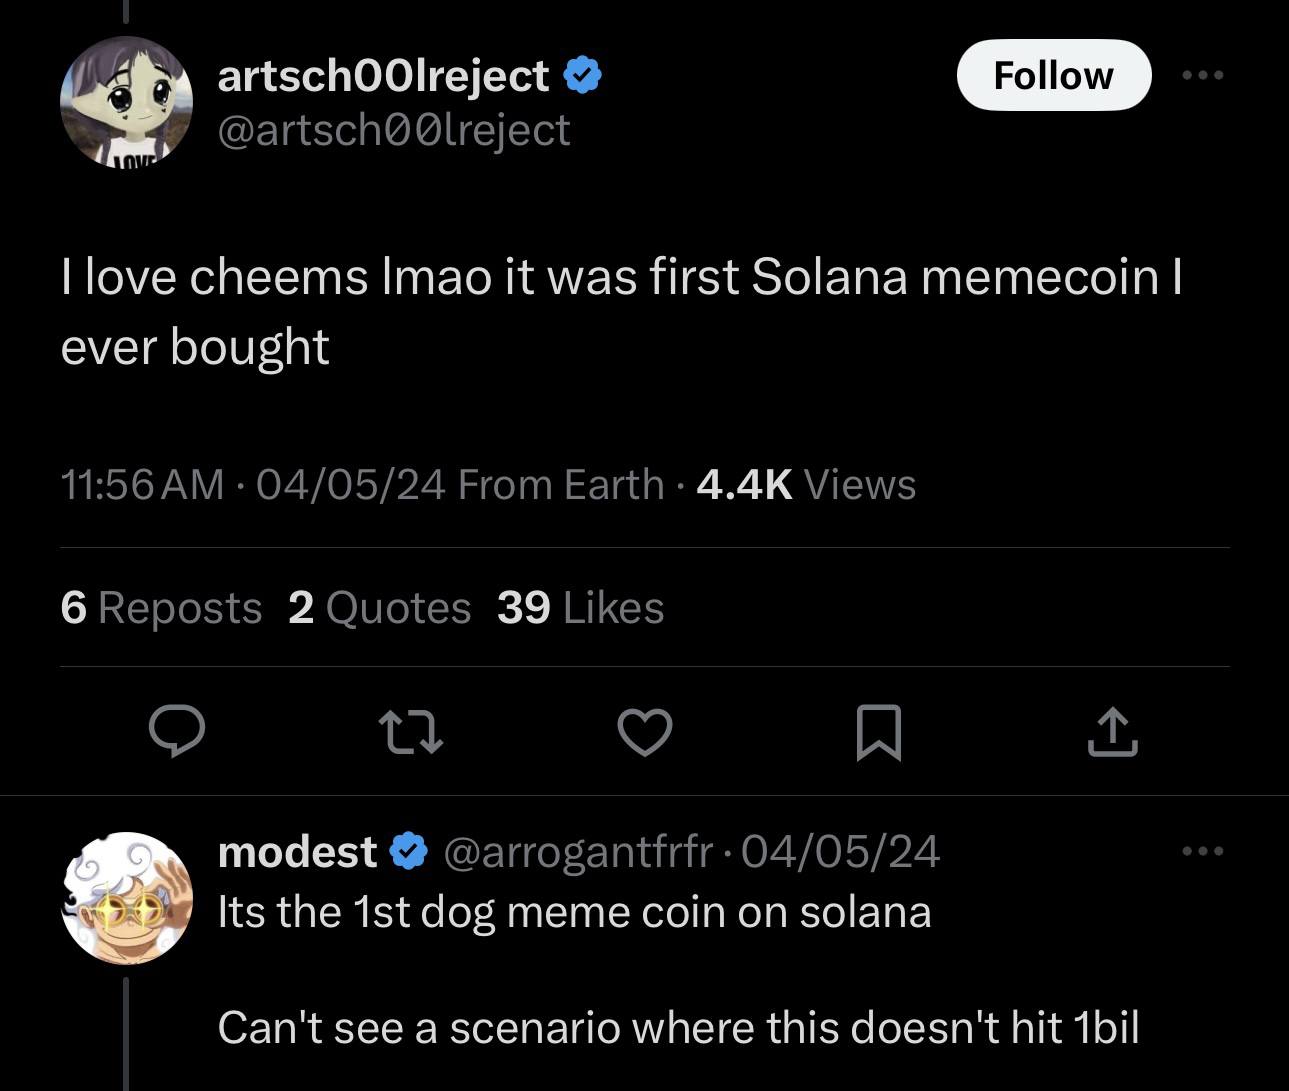 artsch00lreject
Follow
@artsch00lreject
LOVE
I love cheems lmao it was first Solana memecoin I
ever bought
11:56 AM · 04/05/24 From Earth · 4.4K Views
6 Reposts 2 Quotes 39 Likes
modest @arrogantfrfr · 04/05/24
Its the 1st dog meme coin on solana
Can't see a scenario where this doesn't hit 1bil